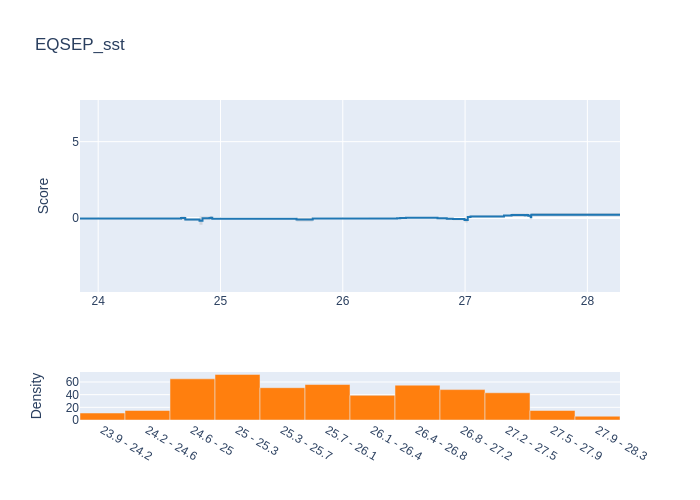 EQSEP_sst
Score
5
0
24 25 26 27 28
Density
60
40
20
0
23.9 - 24.2
24.2 - 24.6
24.6 - 25
25 - 25.3
25.3 - 25.7
25.7 - 26.1
26.1 - 26.4
26.4 - 26.8
26.8 - 27.2
27.2 - 27.5
27.5 - 27.9
27.9 - 28.3